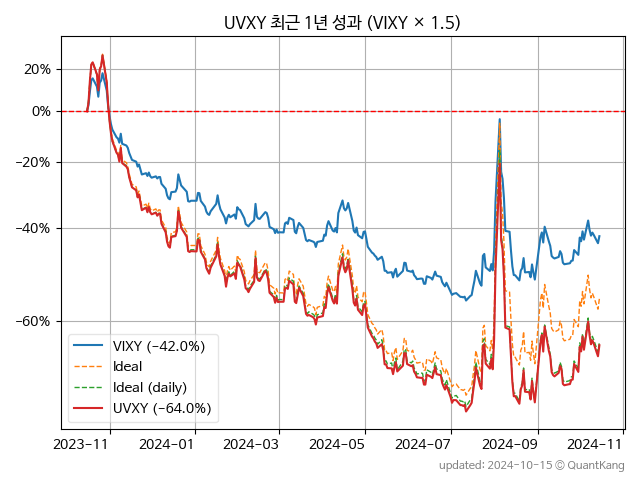 UVXY 최근 1년 성과 (VIXY × 1.5)
20%
0%
−20%
−40%
−60%
VIXY (−42.0%)
Ideal
Ideal (daily)
UVXY (−64.0%)
2023-11 2024-01 2024-03 2024-05 2024-07 2024-09 2024-11
updated: 2024-10-15 © QuantKang